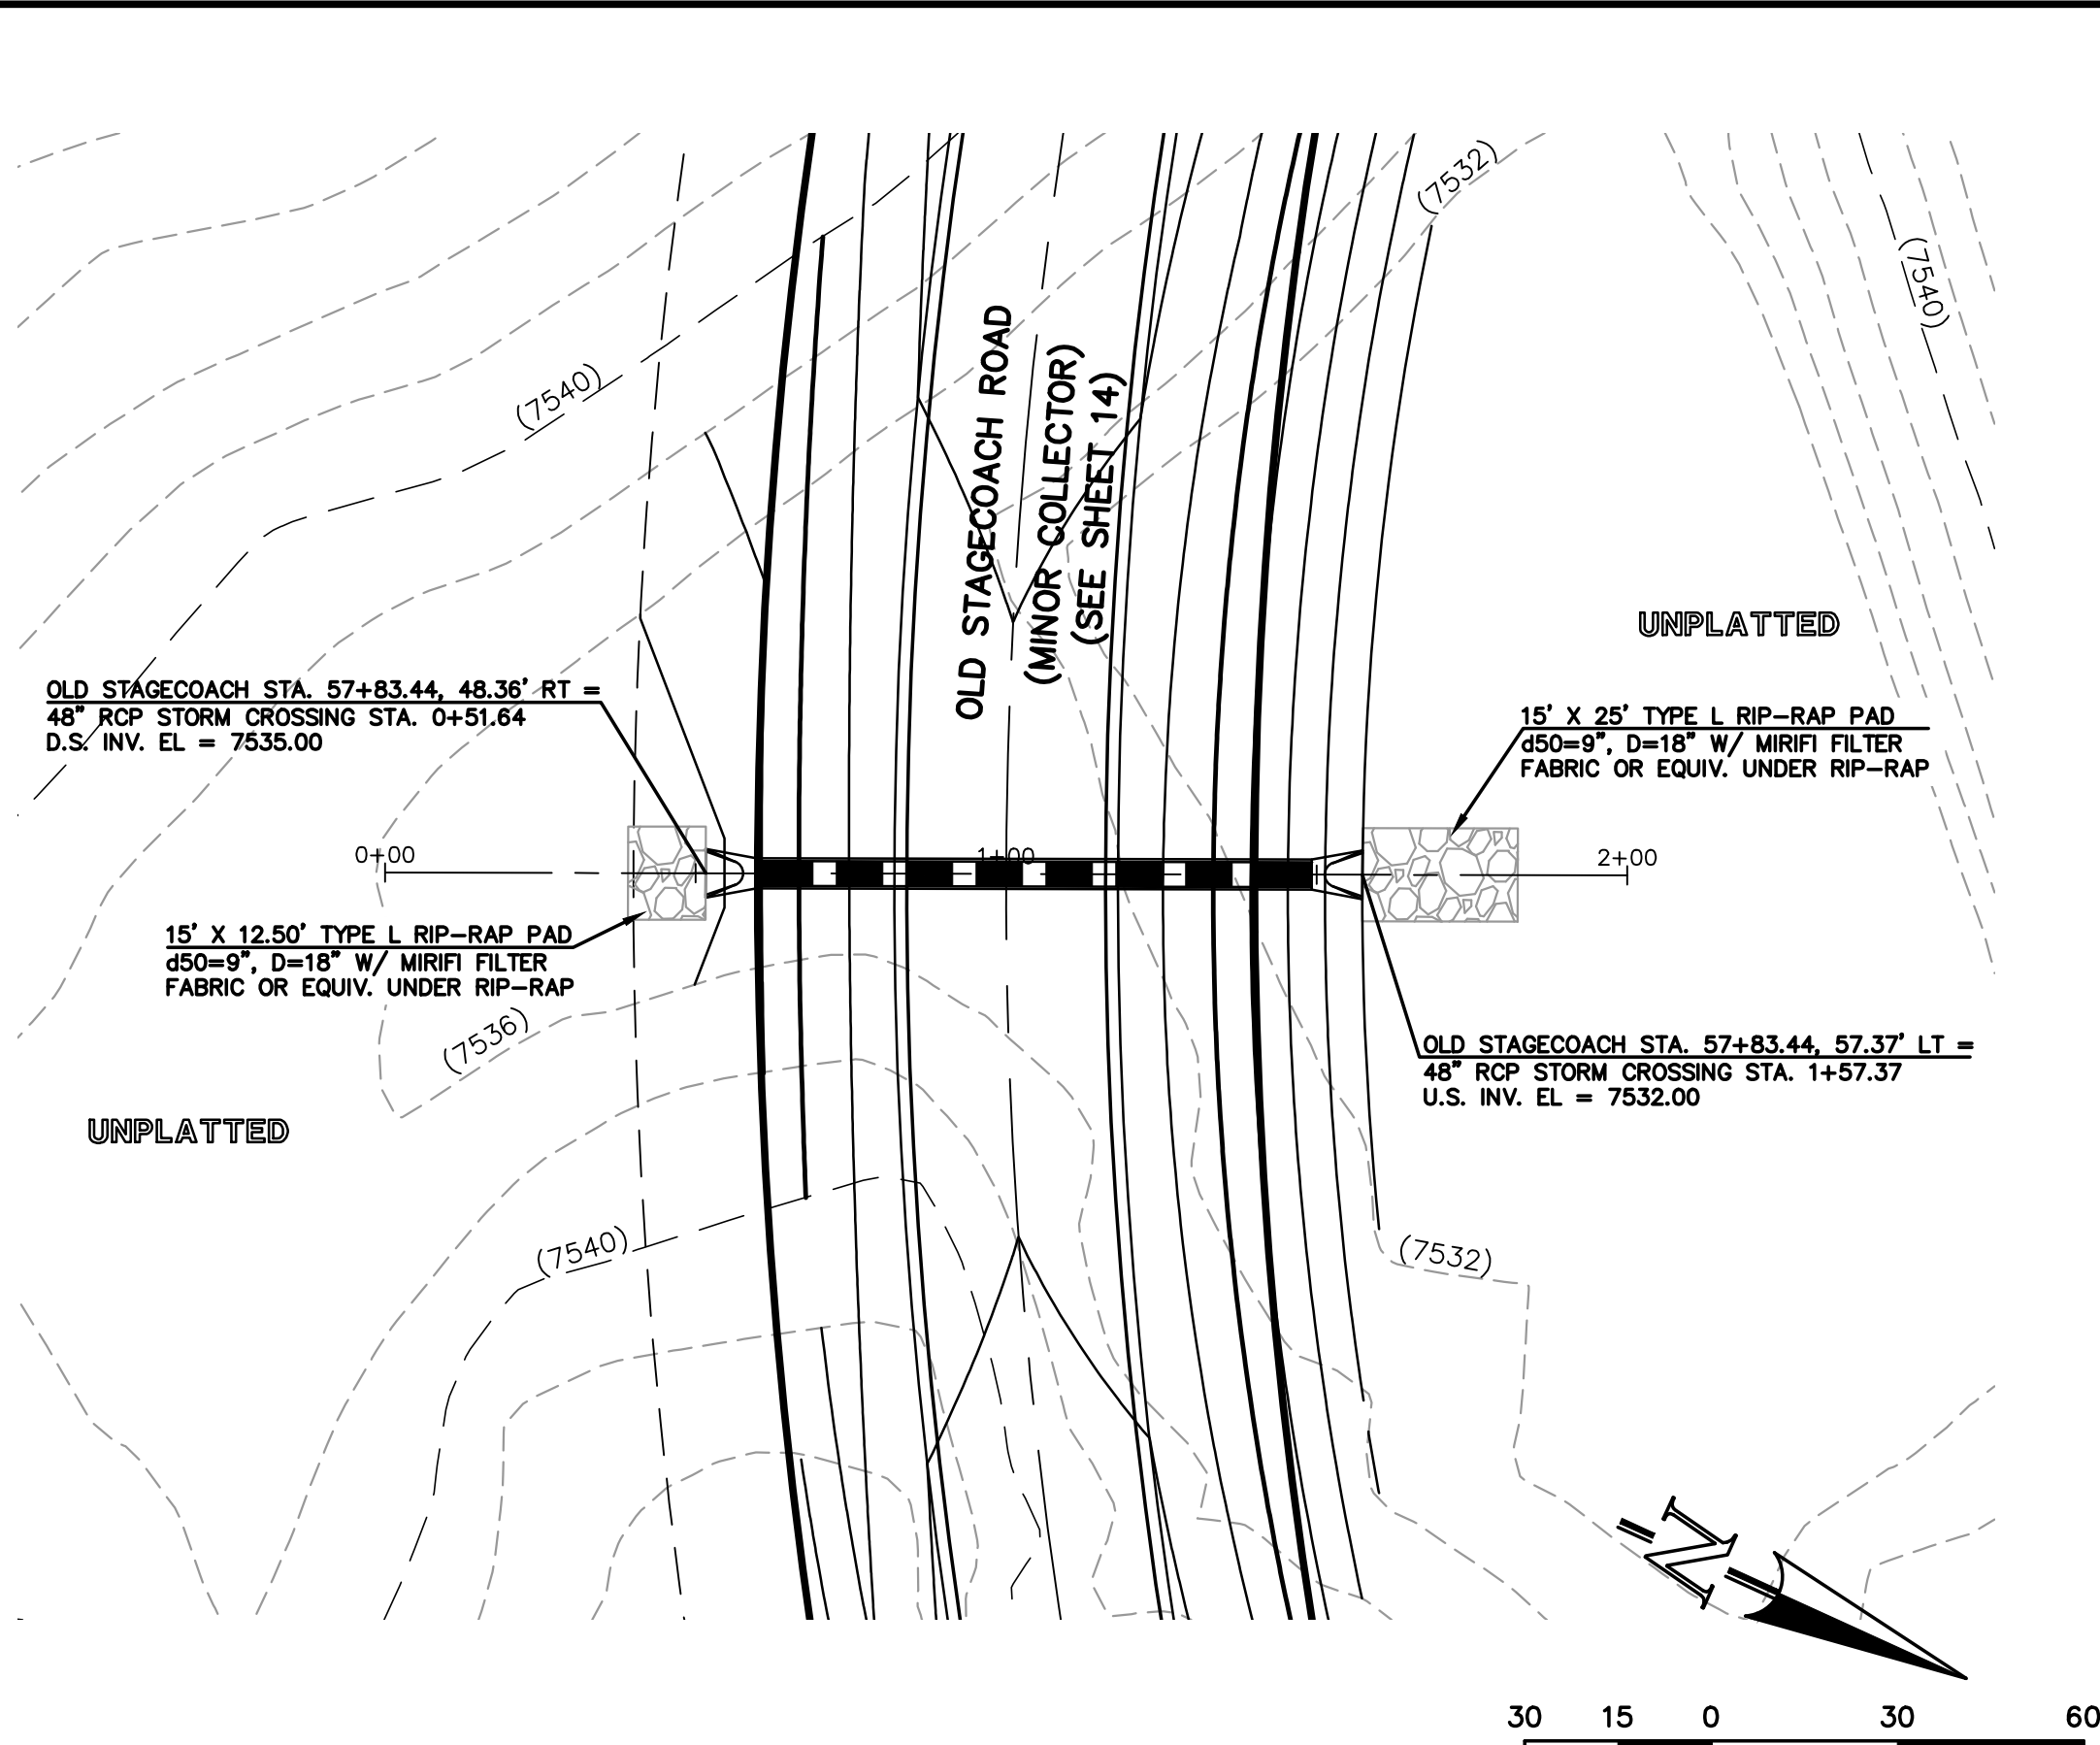 (7532)
(7540)
(7540)
OLD STAGECOACH ROAD
(MINOR COLLECTOR)
(SEE SHEET 14)
UNPLATTED
OLD STAGECOACH STA. 57+83.44, 48.36' RT =
48" RCP STORM CROSSING STA. 0+51.64
D.S. INV. EL = 7535.00
15' X 25' TYPE L RIP-RAP PAD
d50=9", D=18" W/ MIRIFI FILTER
FABRIC OR EQUIV. UNDER RIP-RAP
0+00
1+00
2+00
15' X 12.50' TYPE L RIP-RAP PAD
d50=9", D=18" W/ MIRIFI FILTER
FABRIC OR EQUIV. UNDER RIP-RAP
(7536)
OLD STAGECOACH STA. 57+83.44, 57.37' LT =
48" RCP STORM CROSSING STA. 1+57.37
U.S. INV. EL = 7532.00
UNPLATTED
(7540)
(7532)
N
30 15 0 30 60